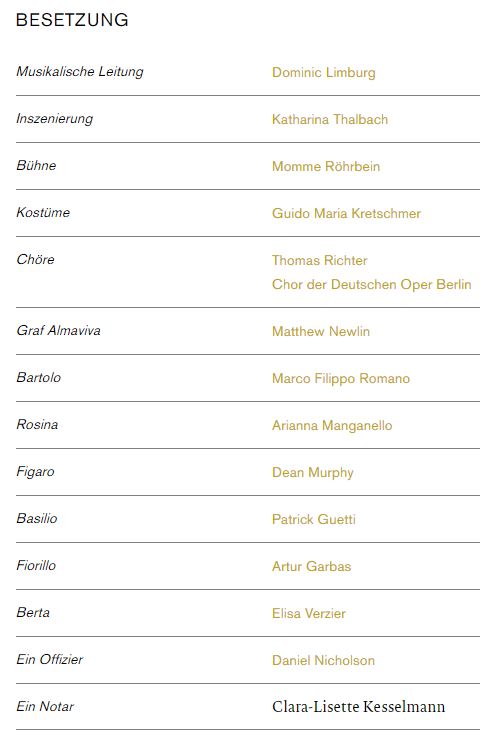 BESETZUNG
Musikalische Leitung Dominic Limburg
Inszenierung Katharina Thalbach
Bühne Momme Röhrbein
Kostüme Guido Maria Kretschmer
Chöre Thomas Richter
Chor der Deutschen Oper Berlin
Graf Almaviva Matthew Newlin
Bartolo Marco Filippo Romano
Rosina Arianna Manganello
Figaro Dean Murphy
Basilio Patrick Guetti
Fiorillo Artur Garbas
Berta Elisa Verzier
Ein Offizier Daniel Nicholson
Ein Notar Clara-Lisette Kesselmann